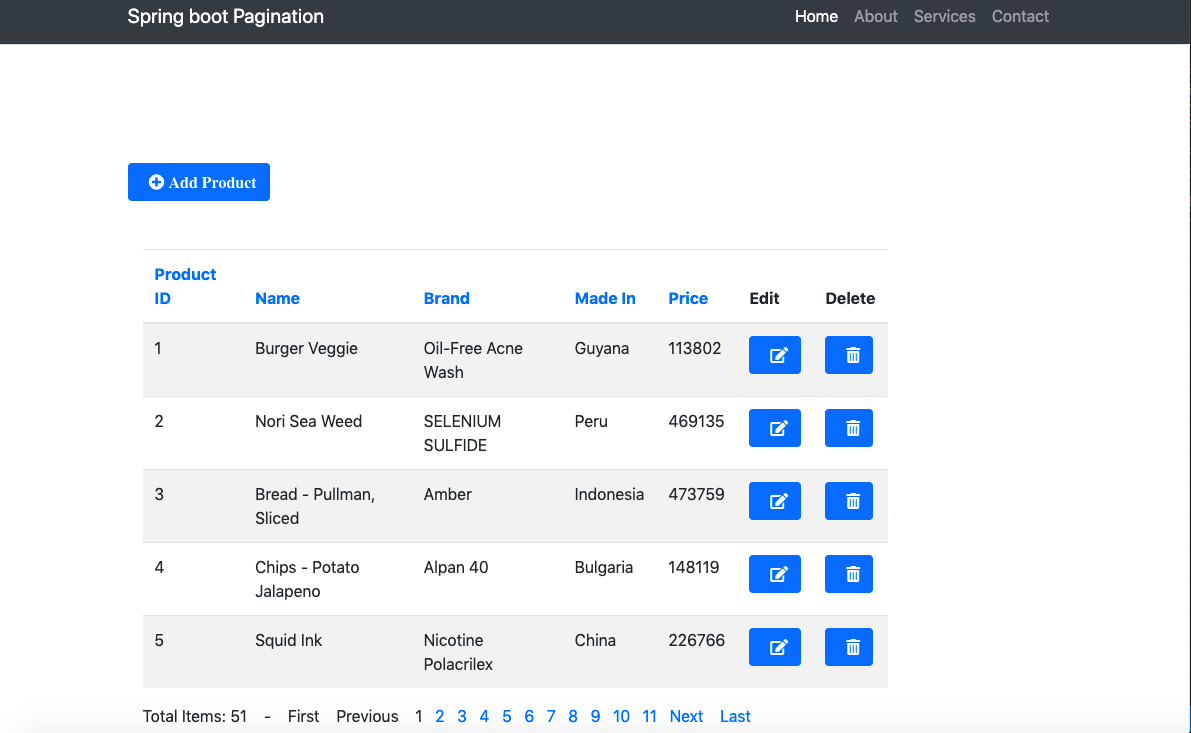 Spring boot Pagination Home About Services Contact
Add Product
Product
ID Name Brand Made In Price Edit Delete
1 Burger Veggie Oil-Free Acne Guyana 113802
Wash
2 Nori Sea Weed SELENIUM Peru 469135
SULFIDE
3 Bread - Pullman, Amber Indonesia 473759
Sliced
4 Chips - Potato Alpan 40 Bulgaria 148119
Jalapeno
5 Squid Ink Nicotine China 226766
Polacrilex
Total Items: 51 - First Previous 1 2 3 4 5 6 7 8 9 10 11 Next Last